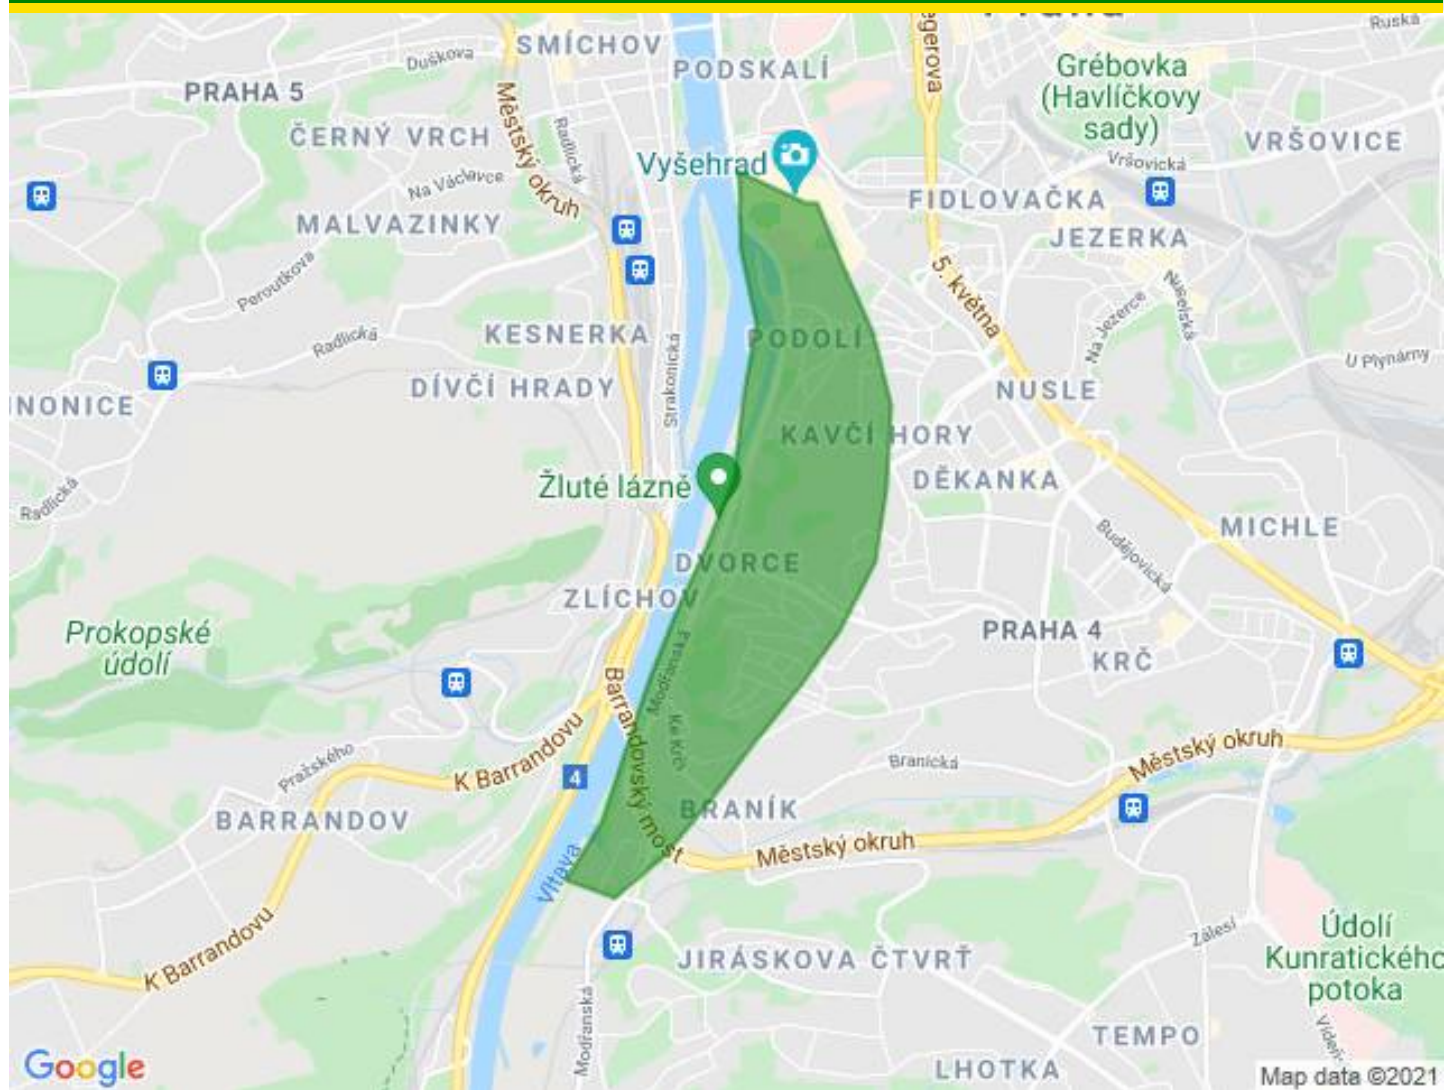 SMÍCHOV
Ruská
Duškova
PODSKALÍ
Grébovka
(Havlíčkovy
sady)
PRAHA 5
ČERNÝ VRCH
Městský okruh
Radlická
VRŠOVICE
Vyšehrad
Vršovická
Na Václavce
FIDLOVAČKA
MALVAZINKY
JEZERKA
Peroutkova
5. května
Nuselská
Na Jezerce
KESNERKA
PODOLÍ
Radlická
Strakonická
U Plynárny
DÍVČÍ HRADY
NUSLE
NONICE
KAVČÍ HORY
DĚKANKA
Žluté lázně
Radlická
MICHLE
Budějovická
DVORCE
ZLÍCHOV
Prokopské
údolí
PRAHA 4
KRČ
Modřanská
Ke Krči
Barrandovský most
Městský okruh
Pražského
K Barrandovu
4
Branická
BARRANDOV
BRANÍK
Městský okruh
Vltava
K Barrandovu
Zálesí
Údolí
Kunratického
potoka
JIRÁSKOVA ČTVRŤ
Modřanská
TEMPO
LHOTKA
Google
Map data ©2021